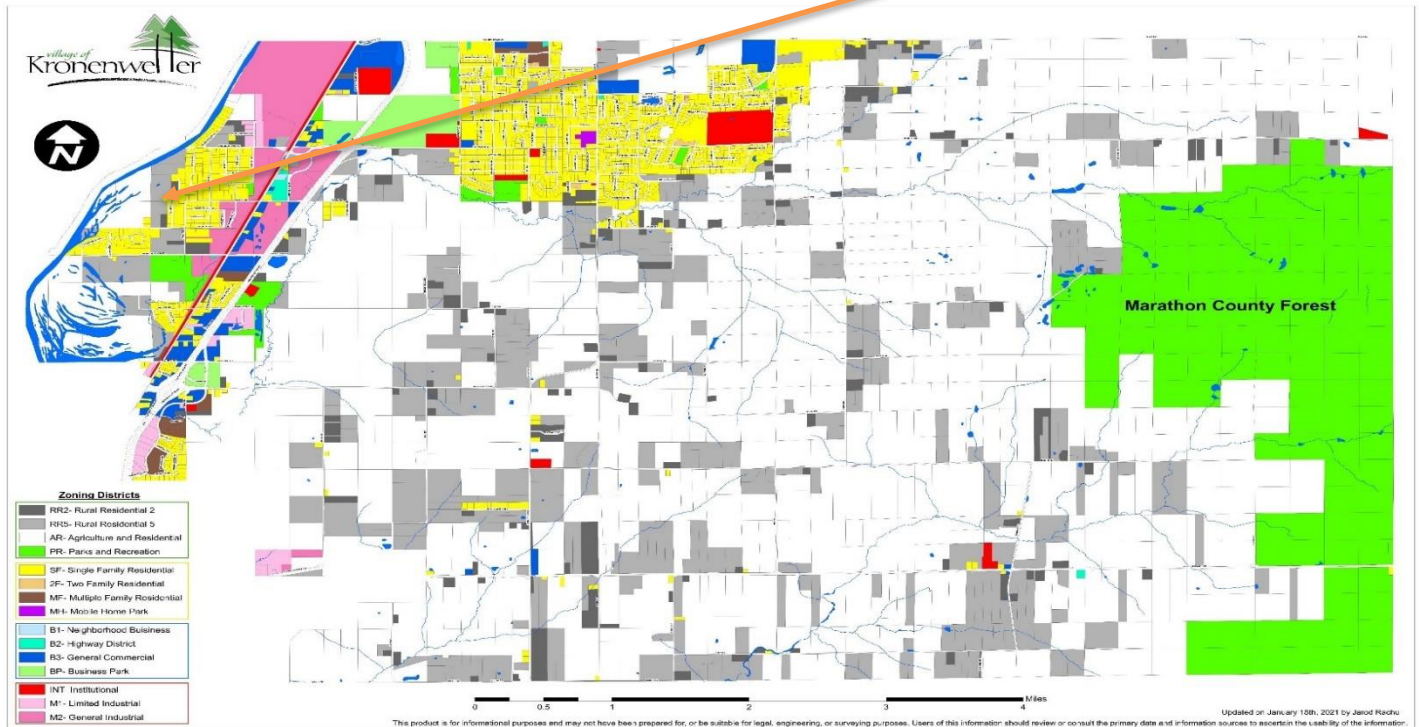 village of
Kronenwetter
N
Marathon County Forest
Zoning Districts
RR2- Rural Residential 2
RR5- Rural Residential 5
AR- Agriculture and Residential
PR- Parks and Recreation
SF- Single Family Residential
2F- Two Family Residential
MF- Multiple Family Residential
MH- Mobile Home Park
B1- Neighborhood Buisiness
B2- Highway District
B3- General Commercial
BP- Business Park
INT Institutional
M1- Limited Industrial
M2- General Industrial
Miles
0 0.5 1 2 3 4
Updated on January 18th, 2021 by Jarod Rachu
This product is for informational purposes and may not have been prepared for, or be suitable for legal, engineering, or surveying purposes. Users of this information should review or consult the primary data and information sources to ascertain the usability of the information.